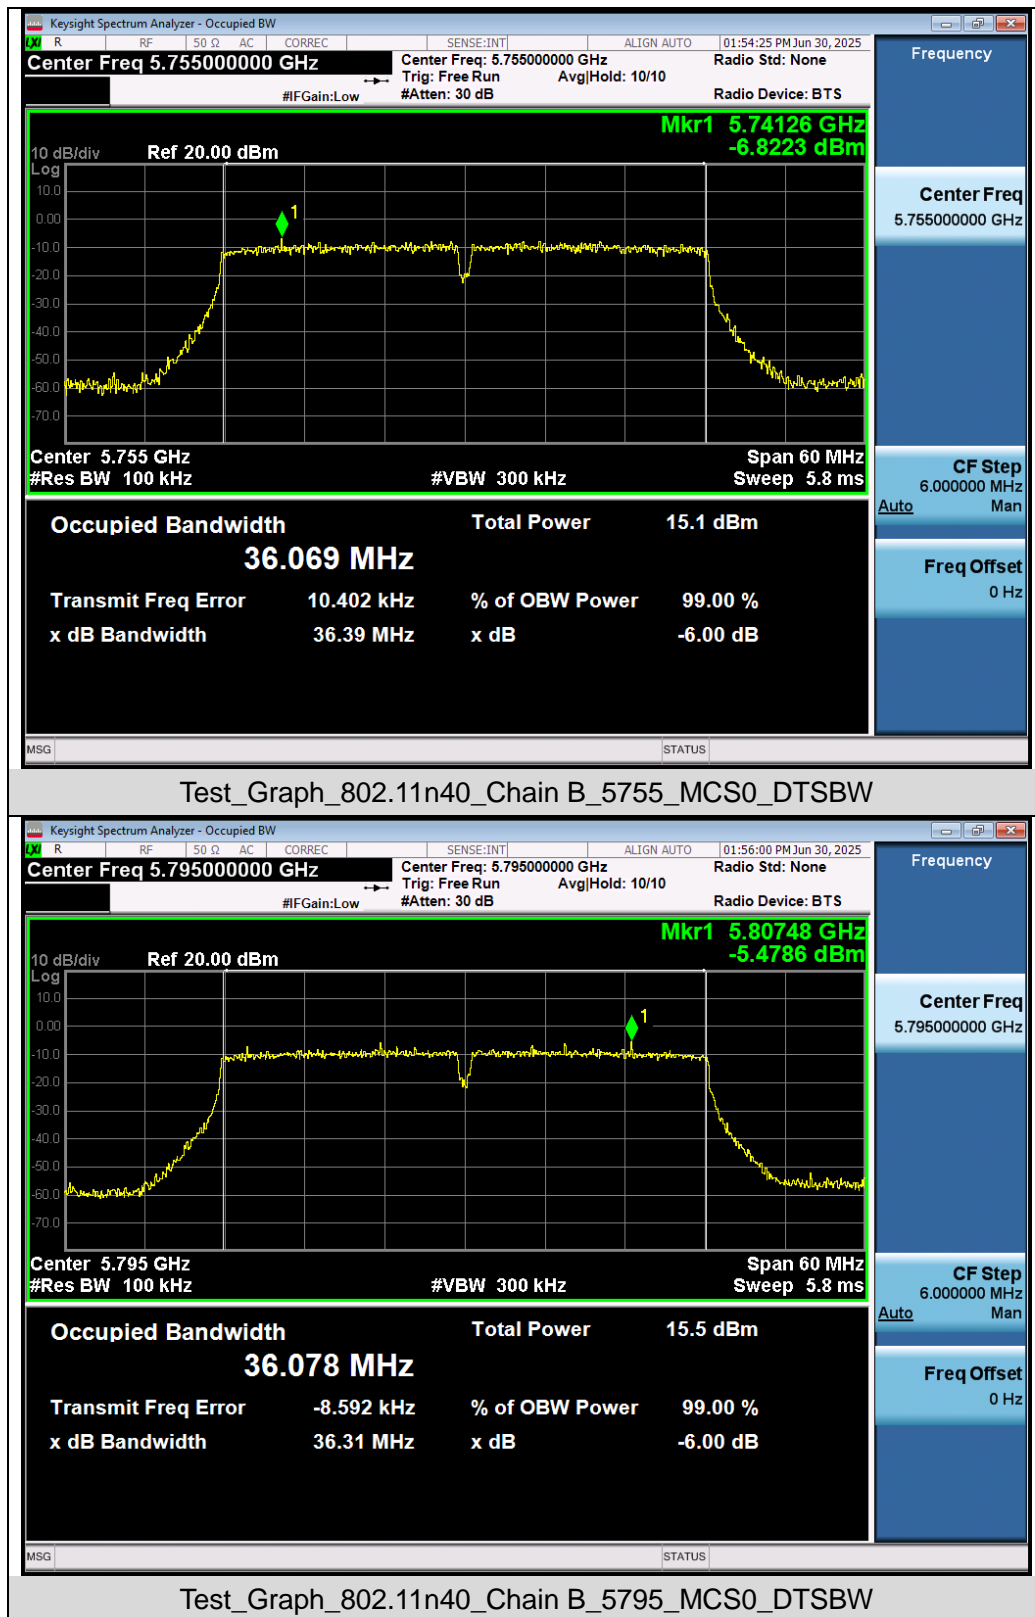 Keysight Spectrum Analyzer - Occupied BW
LXI R RF 50 Ω AC CORREC SENSE:INT ALIGN AUTO 01:54:25 PM Jun 30, 2025
Center Freq 5.755000000 GHz
Center Freq: 5.755000000 GHz
Radio Std: None
Trig: Free Run Avg|Hold: 10/10
#IFGain:Low
#Atten: 30 dB
Radio Device: BTS
Frequency
Mkr1 5.74126 GHz
-6.8223 dBm
10 dB/div Ref 20.00 dBm
Log
10.0
0.00
-10.0
-20.0
-30.0
-40.0
-50.0
-60.0
-70.0
1
Center Freq
5.755000000 GHz
Center 5.755 GHz
Span 60 MHz
#Res BW 100 kHz
#VBW 300 kHz
Sweep 5.8 ms
CF Step
6.000000 MHz
Auto Man
Occupied Bandwidth
Total Power 15.1 dBm
36.069 MHz
Freq Offset
0 Hz
Transmit Freq Error 10.402 kHz % of OBW Power 99.00 %
x dB Bandwidth 36.39 MHz x dB -6.00 dB
MSG STATUS
Test_Graph_802.11n40_Chain B_5755_MCS0_DTSBW
Keysight Spectrum Analyzer - Occupied BW
LXI R RF 50 Ω AC CORREC SENSE:INT ALIGN AUTO 01:56:00 PM Jun 30, 2025
Center Freq 5.795000000 GHz
Center Freq: 5.795000000 GHz
Radio Std: None
Trig: Free Run Avg|Hold: 10/10
#IFGain:Low
#Atten: 30 dB
Radio Device: BTS
Frequency
Mkr1 5.80748 GHz
-5.4786 dBm
10 dB/div Ref 20.00 dBm
Log
10.0
0.00
-10.0
-20.0
-30.0
-40.0
-50.0
-60.0
-70.0
1
Center Freq
5.795000000 GHz
Center 5.795 GHz
Span 60 MHz
#Res BW 100 kHz
#VBW 300 kHz
Sweep 5.8 ms
CF Step
6.000000 MHz
Auto Man
Occupied Bandwidth
Total Power 15.5 dBm
36.078 MHz
Freq Offset
0 Hz
Transmit Freq Error -8.592 kHz % of OBW Power 99.00 %
x dB Bandwidth 36.31 MHz x dB -6.00 dB
MSG STATUS
Test_Graph_802.11n40_Chain B_5795_MCS0_DTSBW